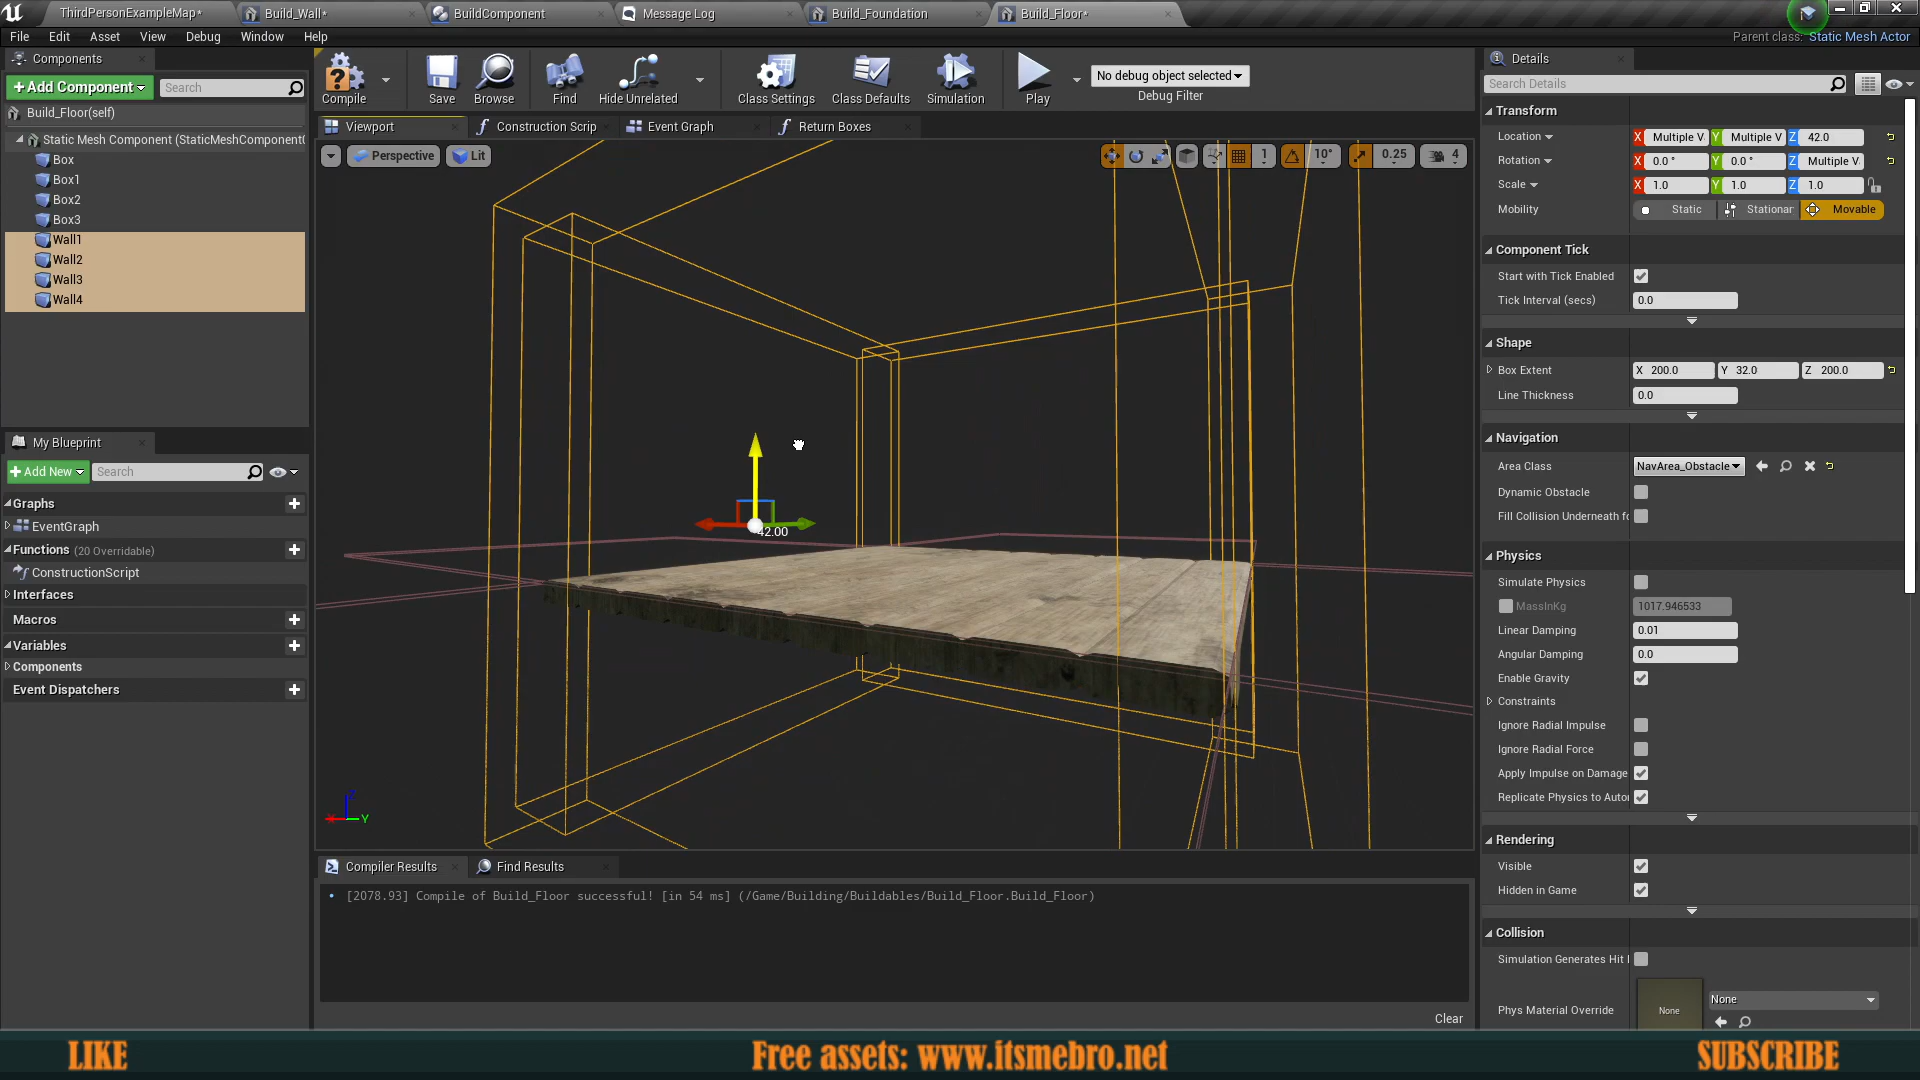 ThirdPersonExampleMap*
Build_Wall*
BuildComponent
Message Log
Build_Foundation
Build_Floor*
File Edit Asset View Debug Window Help
Parent class: Static Mesh Actor
Components
+ Add Component
Search
Build_Floor(self)
Static Mesh Component (StaticMeshComponent0
Box
Box1
Box2
Box3
Wall1
Wall2
Wall3
Wall4
My Blueprint
+ Add New
Search
Graphs
EventGraph
Functions (20 Overridable)
ConstructionScript
Interfaces
Macros
Variables
Components
Event Dispatchers
Compile
Save
Browse
Find
Hide Unrelated
Class Settings
Class Defaults
Simulation
Play
No debug object selected
Debug Filter
Viewport
Construction Scrip
Event Graph
Return Boxes
Perspective
Lit
1
10°
0.25
4
42.00
Z
X
Y
Compiler Results
Find Results
[2078.93] Compile of Build_Floor successful! [in 54 ms] (/Game/Building/Buildables/Build_Floor.Build_Floor)
Clear
Details
Search Details
Transform
Location X Multiple V Y Multiple V Z 42.0
Rotation X 0.0 ° Y 0.0 ° Z Multiple V
Scale X 1.0 Y 1.0 Z 1.0
Mobility Static Stationar Movable
Component Tick
Start with Tick Enabled
Tick Interval (secs) 0.0
Shape
Box Extent X 200.0 Y 32.0 Z 200.0
Line Thickness 0.0
Navigation
Area Class NavArea_Obstacle
Dynamic Obstacle
Fill Collision Underneath fo
Physics
Simulate Physics
MassInKg 1017.946533
Linear Damping 0.01
Angular Damping 0.0
Enable Gravity
Constraints
Ignore Radial Impulse
Ignore Radial Force
Apply Impulse on Damage
Replicate Physics to Autor
Rendering
Visible
Hidden in Game
Collision
Simulation Generates Hit
Phys Material Override None None
LIKE
Free assets: www.itsmebro.net
SUBSCRIBE